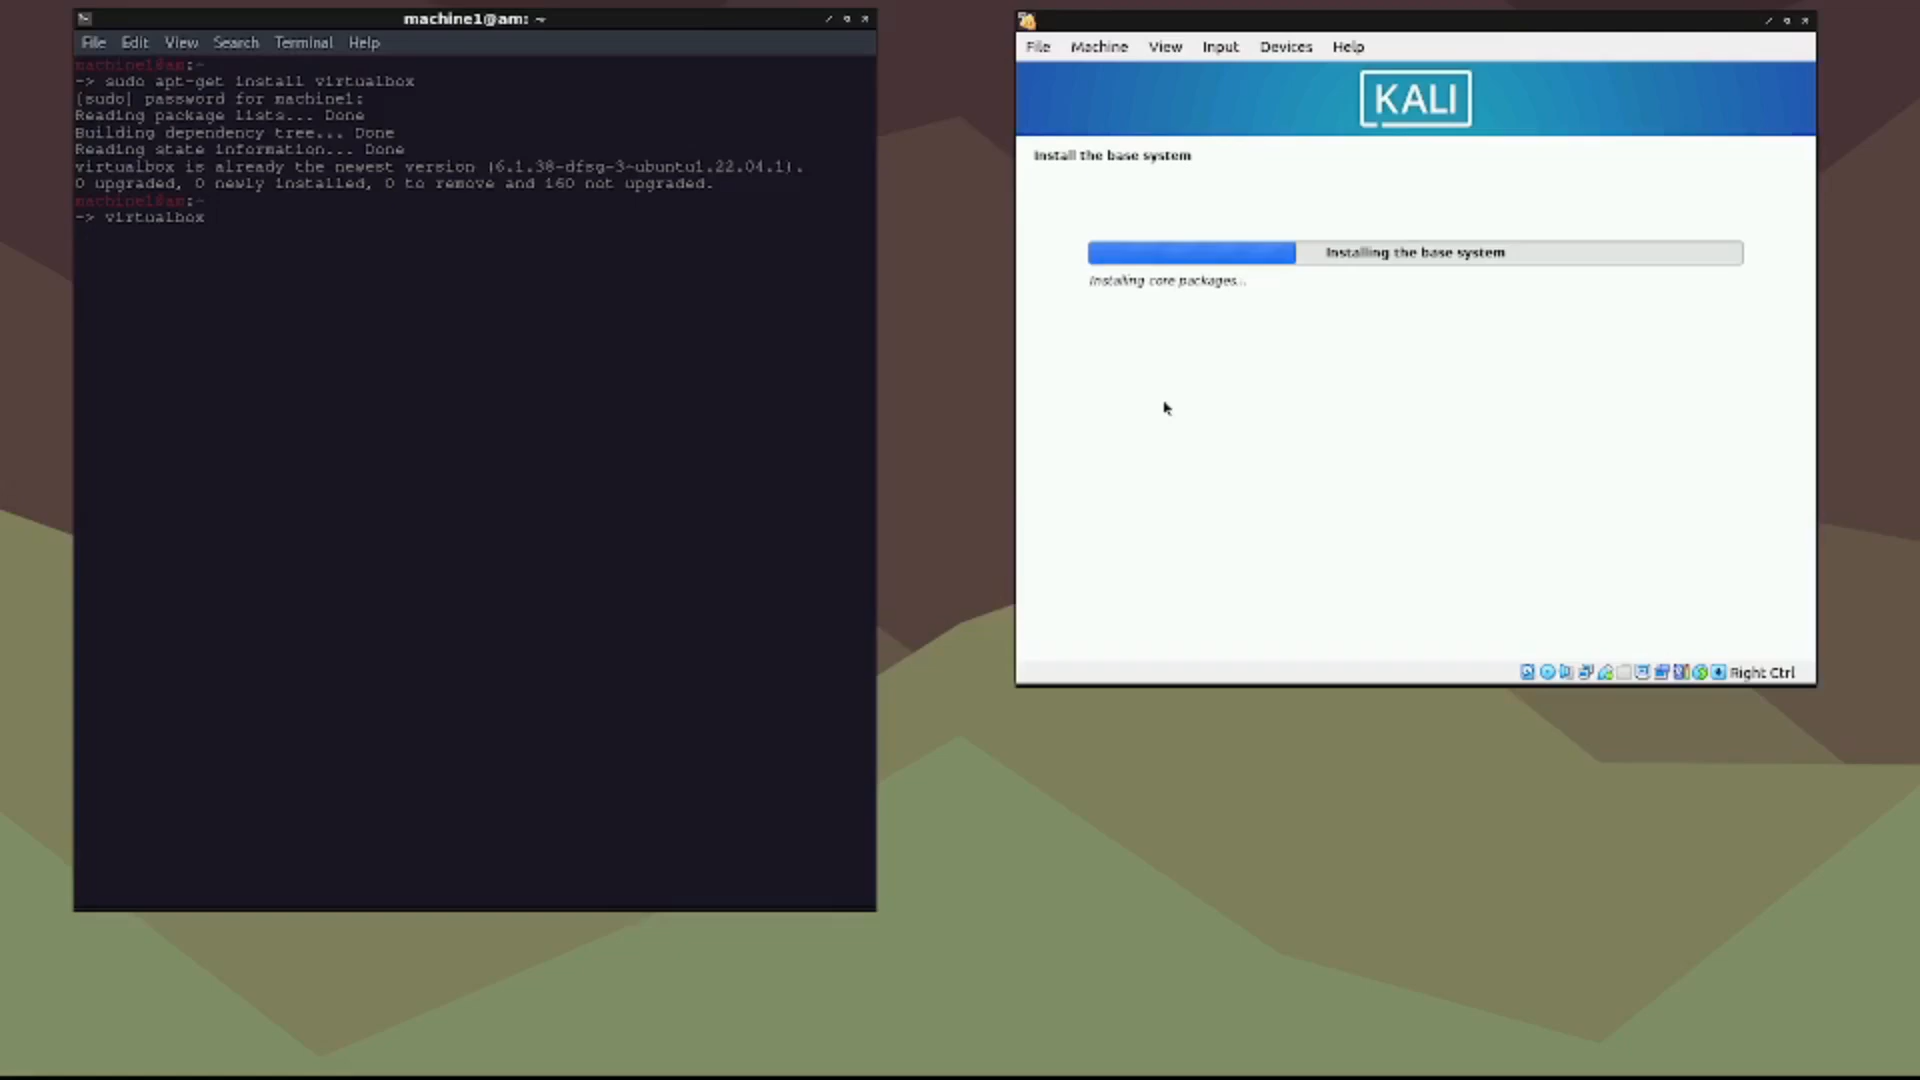 machine1@am: ~
File Edit View Search Terminal Help
machine1@am:~
-> sudo apt-get install virtualbox
[sudo] password for machine1:
Reading package lists... Done
Building dependency tree... Done
Reading state information... Done
virtualbox is already the newest version (6.1.38-dfsg-3~ubuntu1.22.04.1).
0 upgraded, 0 newly installed, 0 to remove and 160 not upgraded.
machine1@am:~
-> virtualbox
File Machine View Input Devices Help
KALI
Install the base system
Installing the base system
Installing core packages...
Right Ctrl